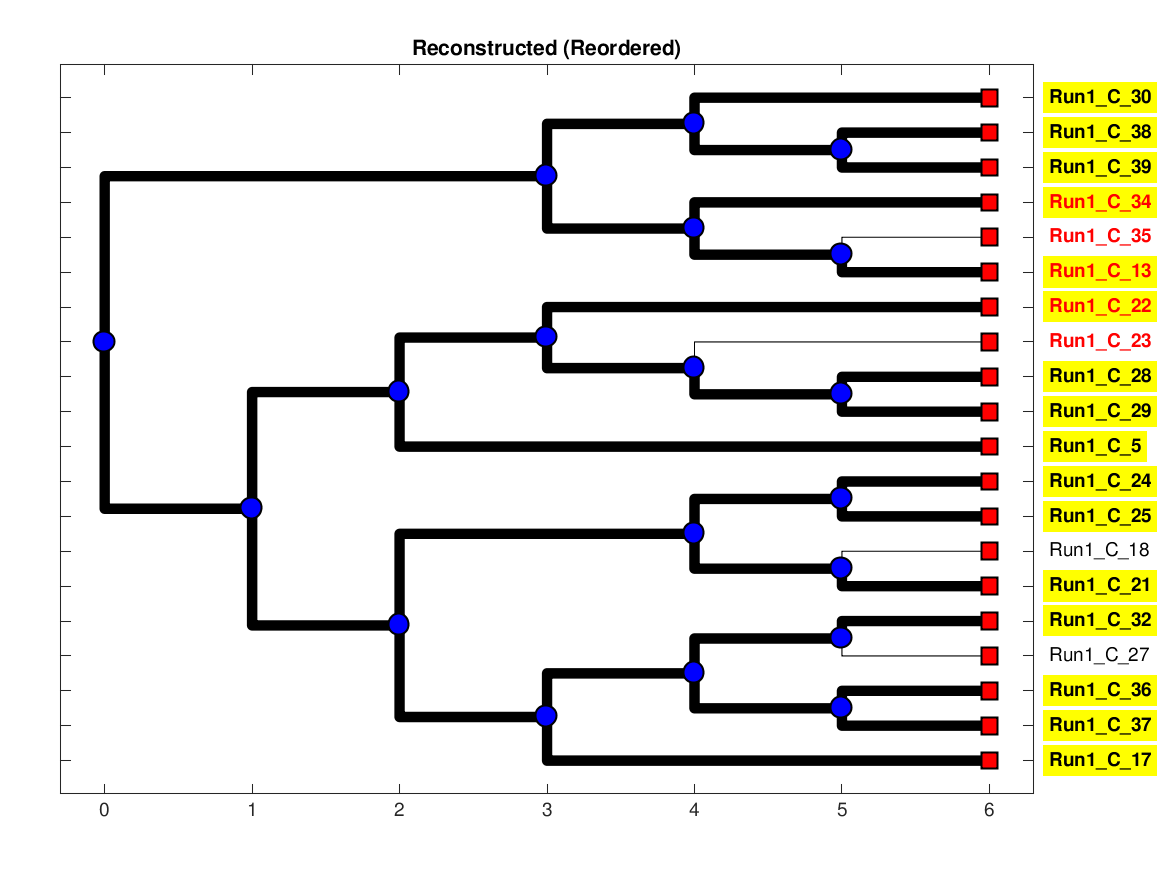 Reconstructed (Reordered)
Run1_C_30
Run1_C_38
Run1_C_39
Run1_C_34
Run1_C_35
Run1_C_13
Run1_C_22
Run1_C_23
Run1_C_28
Run1_C_29
Run1_C_5
Run1_C_24
Run1_C_25
Run1_C_18
Run1_C_21
Run1_C_32
Run1_C_27
Run1_C_36
Run1_C_37
Run1_C_17
0 1 2 3 4 5 6